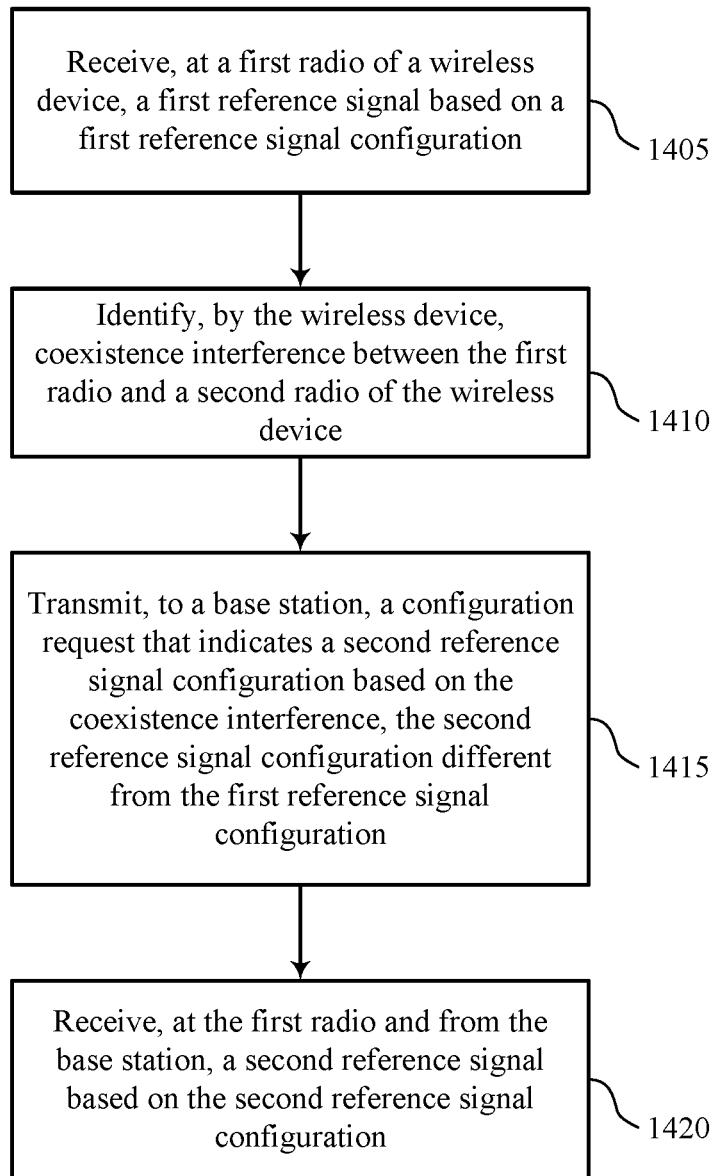 Receive, at a first radio of a wireless
device, a first reference signal based on a
first reference signal configuration
1405
Identify, by the wireless device,
coexistence interference between the first
radio and a second radio of the wireless
device
1410
Transmit, to a base station, a configuration
request that indicates a second reference
signal configuration based on the
coexistence interference, the second
reference signal configuration different
from the first reference signal
configuration
1415
Receive, at the first radio and from the
base station, a second reference signal
based on the second reference signal
configuration
1420